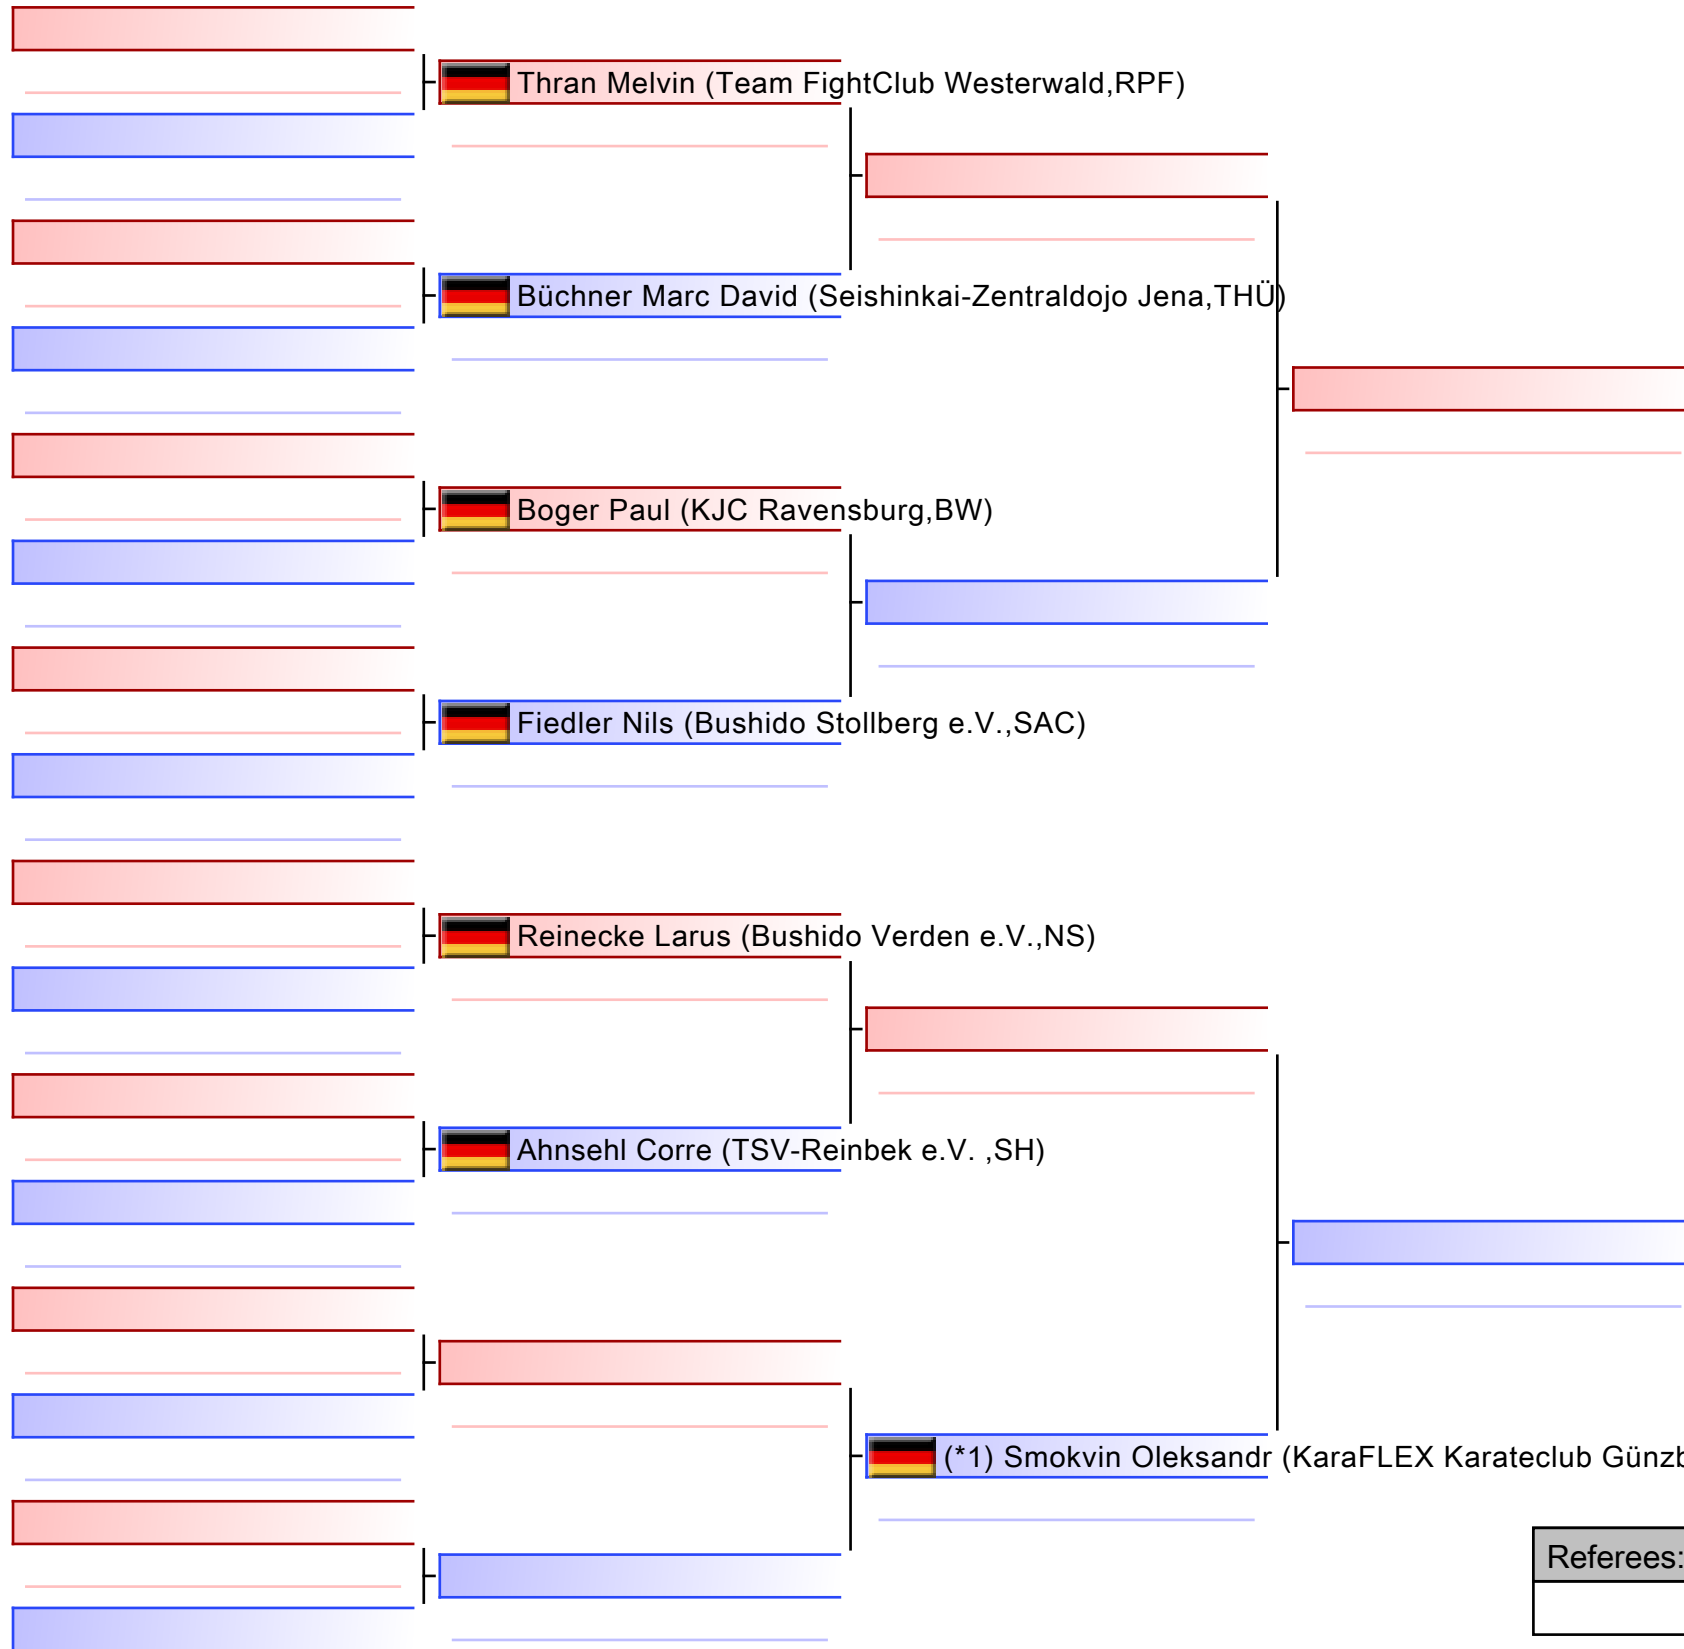 Thran Melvin (Team FightClub Westerwald,RPF)
Büchner Marc David (Seishinkai-Zentraldojo Jena,THÜ)
Boger Paul (KJC Ravensburg,BW)
Fiedler Nils (Bushido Stollberg e.V.,SAC)
Reinecke Larus (Bushido Verden e.V.,NS)
Ahnsehl Corre (TSV-Reinbek e.V. ,SH)
(*1) Smokvin Oleksandr (KaraFLEX Karateclub
Referees: